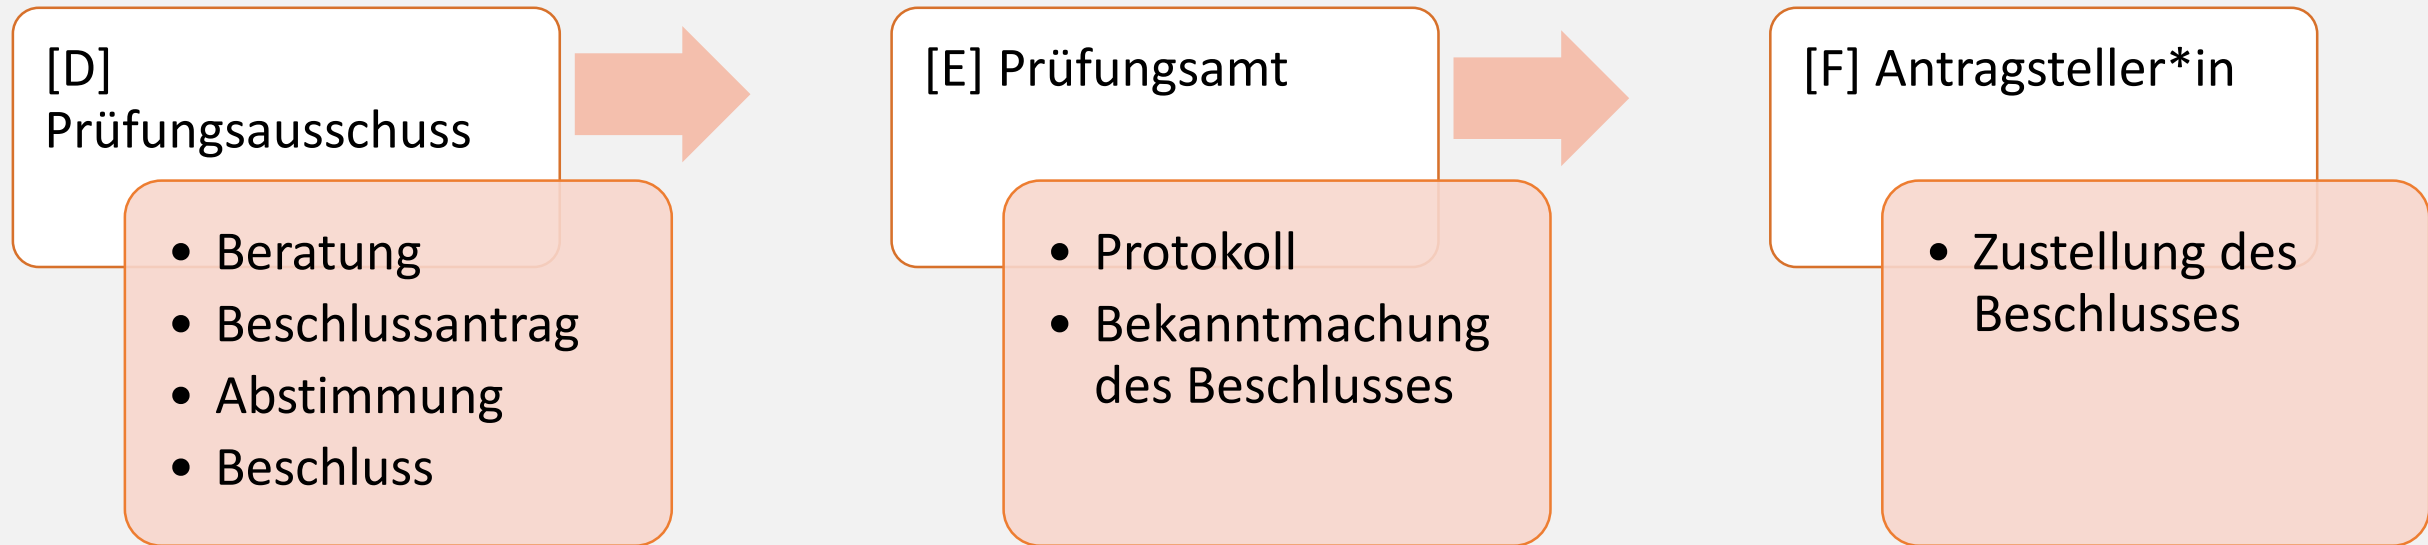 [D]
Prüfungsausschuss
• Beratung
• Beschlussantrag
• Abstimmung
• Beschluss
[E] Prüfungsamt
• Protokoll
• Bekanntmachung
des Beschlusses
[F] Antragsteller*in
• Zustellung des
Beschlusses